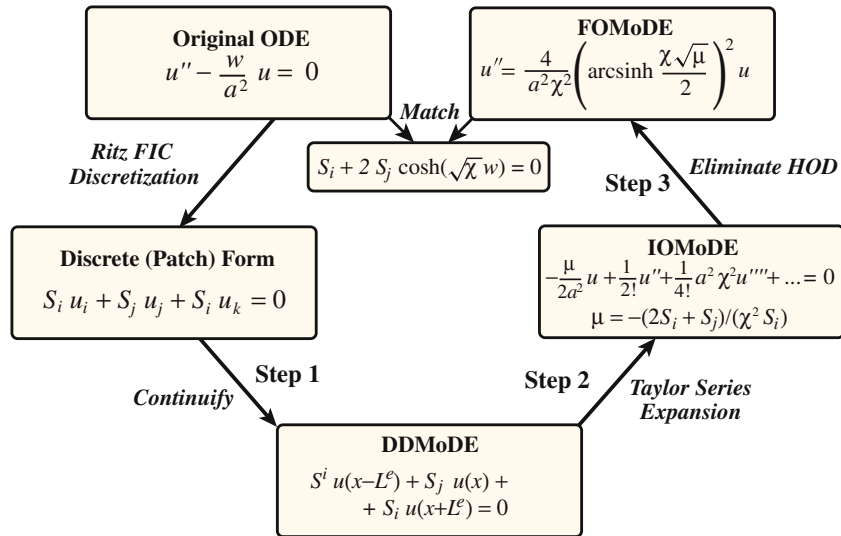 Original ODE
u″ − w/a² u = 0
FOMoDE
u″ = 4/(a²χ²) (arcsinh χ√μ/2)² u
Match
S_i + 2 S_j cosh(√χ w) = 0
Ritz FIC
Discretization
Eliminate HOD
Step 3
Discrete (Patch) Form
S_i u_i + S_j u_j + S_i u_k = 0
IOMoDE
−μ/(2a²) u + 1/2! u″ + 1/4! a² χ² u″″ + ... = 0
μ = −(2S_i + S_j)/(χ² S_i)
Step 1
Continuify
Step 2
Taylor Series
Expansion
DDMoDE
S^i u(x−L^e) + S_j u(x) +
+ S_i u(x+L^e) = 0